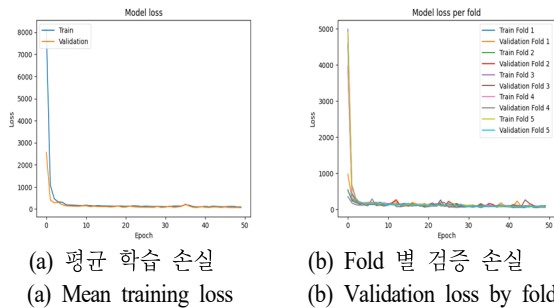 Model loss
Train
Validation
8000
7000
6000
5000
4000
3000
2000
1000
0
Loss
0
10
20
30
40
50
Epoch
Model loss per fold
Train Fold 1
Validation Fold 1
Train Fold 2
Validation Fold 2
Train Fold 3
Validation Fold 3
Train Fold 4
Validation Fold 4
Train Fold 5
Validation Fold 5
5000
4000
3000
2000
1000
0
Loss
0
10
20
30
40
50
Epoch
(a) 평균 학습 손실
(a) Mean training loss
(b) Fold 별 검증 손실
(b) Validation loss by fold